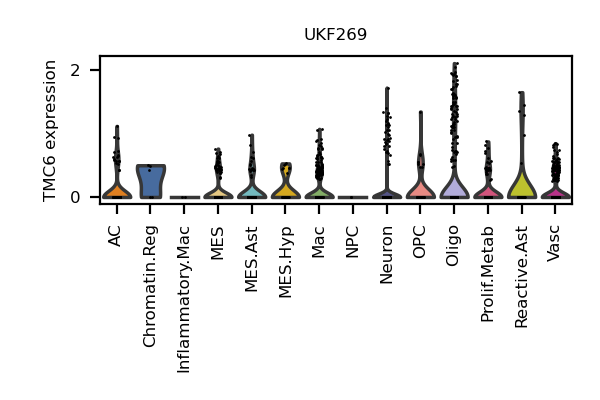 UKF269
TMC6 expression
2
0
AC
Chromatin.Reg
Inflammatory.Mac
MES
MES.Ast
MES.Hyp
Mac
NPC
Neuron
OPC
Oligo
Prolif.Metab
Reactive.Ast
Vasc